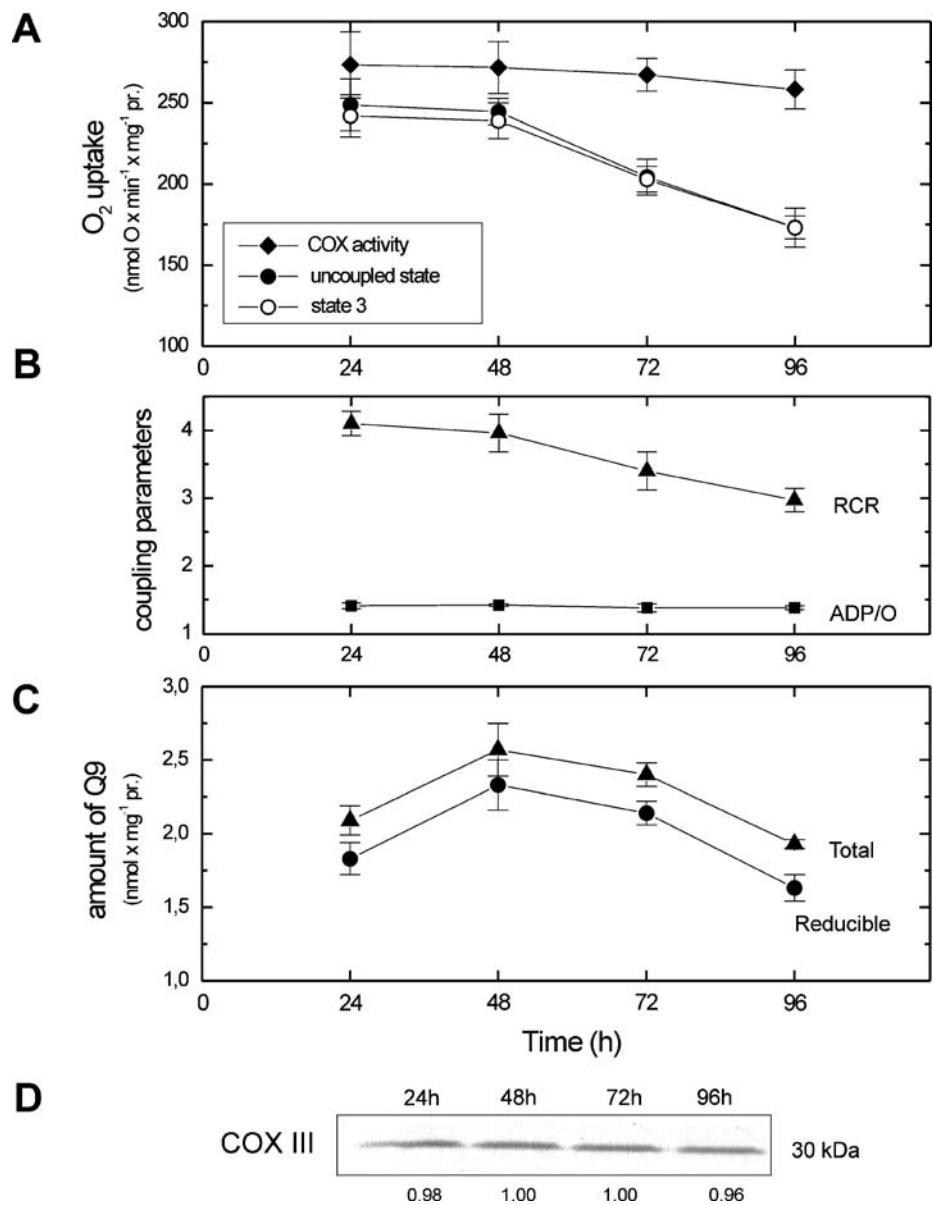 A
300
250
200
150
100
O₂ uptake
(nmol O x min⁻¹ x mg⁻¹ pr.)
COX activity
uncoupled state
state 3
0 24 48 72 96
B
4
3
2
1
coupling parameters
RCR
ADP/O
0 24 48 72 96
C
3,0
2,5
2,0
1,5
1,0
amount of Q9
(nmol x mg⁻¹ pr.)
Total
Reducible
0 24 48 72 96
Time (h)
D
24h 48h 72h 96h
COX III
30 kDa
0.98 1.00 1.00 0.96